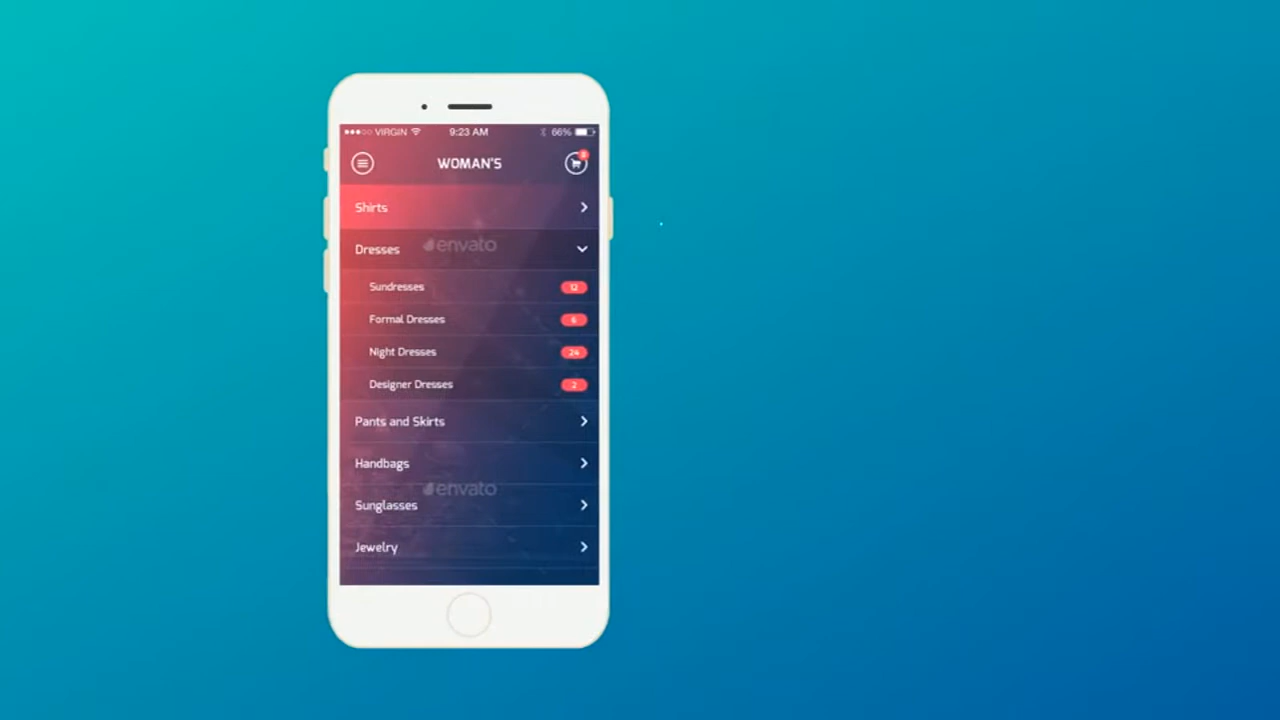 VIRGIN 9:23 AM 66%
WOMAN'S
Shirts
envato
Dresses
Sundresses 12
Formal Dresses 6
Night Dresses 24
Designer Dresses 2
Pants and Skirts
Handbags
envato
Sunglasses
Jewelry